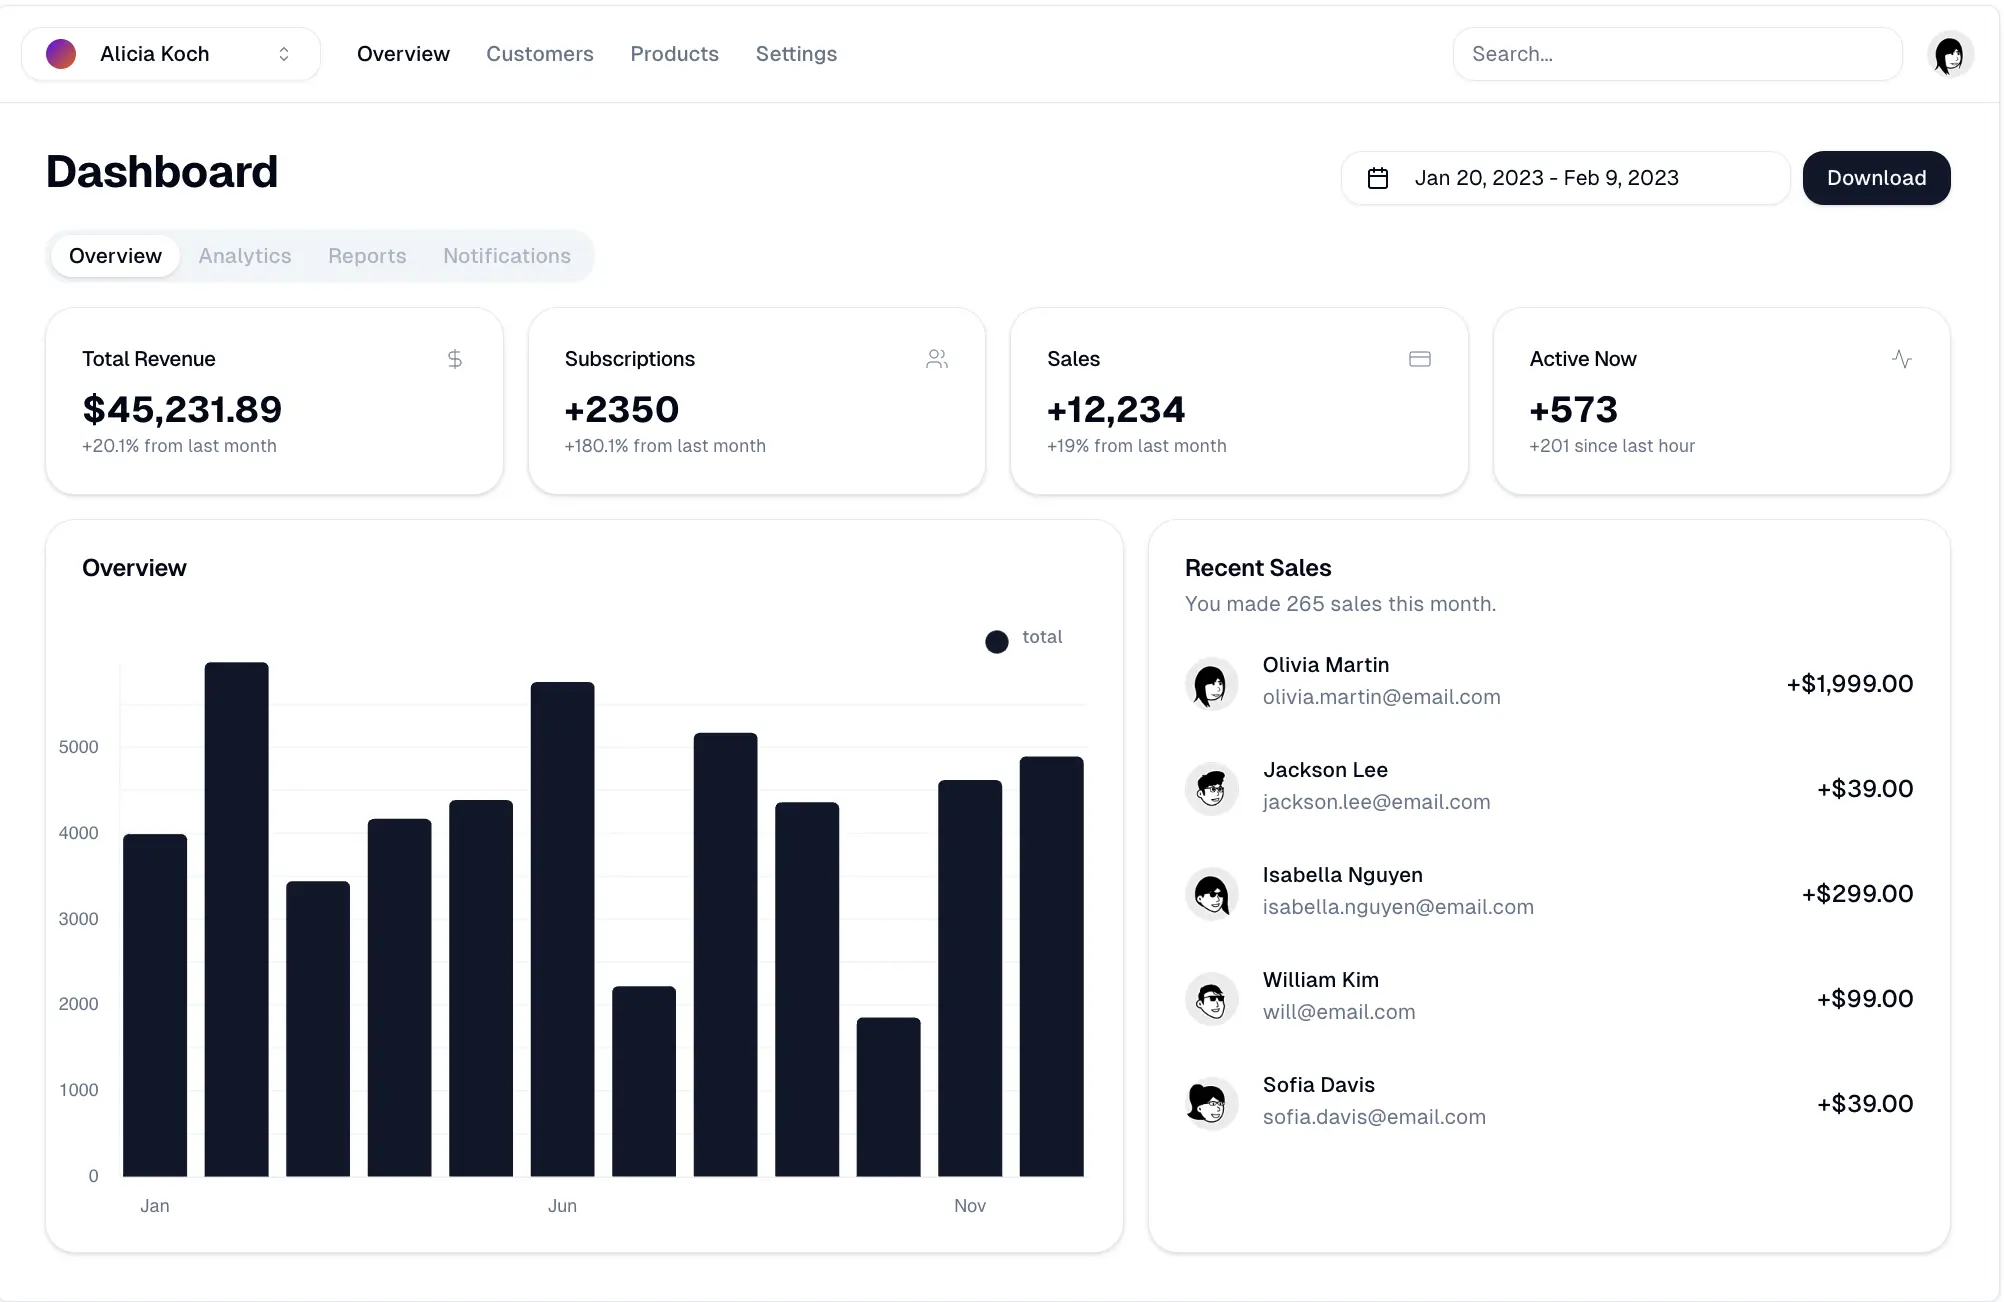 Alicia Koch
Overview Customers Products Settings
Search...
Dashboard
Jan 20, 2023 - Feb 9, 2023
Download
Overview Analytics Reports Notifications
Total Revenue
$45,231.89
+20.1% from last month
Subscriptions
+2350
+180.1% from last month
Sales
+12,234
+19% from last month
Active Now
+573
+201 since last hour
Overview
total
5000
4000
3000
2000
1000
0
Jan Jun Nov
Recent Sales
You made 265 sales this month.
Olivia Martin
olivia.martin@email.com
+$1,999.00
Jackson Lee
jackson.lee@email.com
+$39.00
Isabella Nguyen
isabella.nguyen@email.com
+$299.00
William Kim
will@email.com
+$99.00
Sofia Davis
sofia.davis@email.com
+$39.00